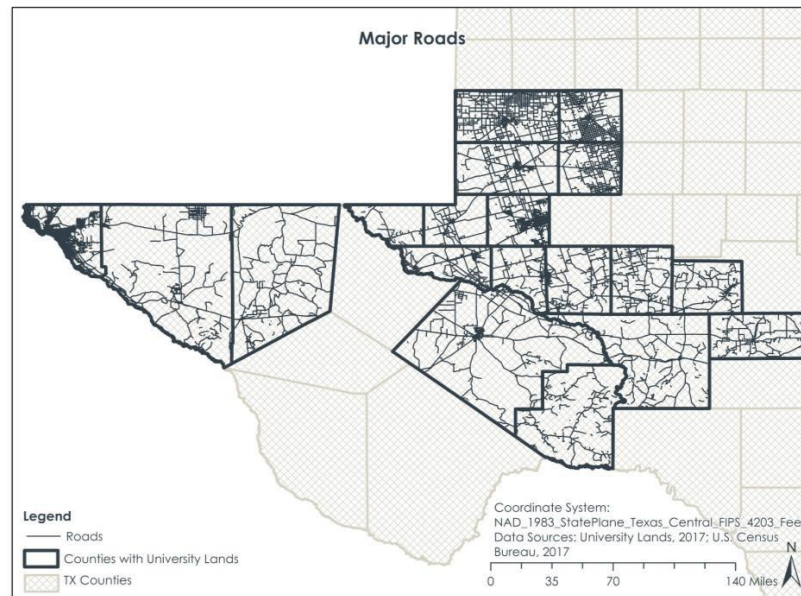 Major Roads
Legend
Roads
Counties with University Lands
TX Counties
Coordinate System:
NAD_1983_StatePlane_Texas_Central_FIPS_4203_Fee
Data Sources: University Lands, 2017; U.S. Census
Bureau, 2017
N
0 35 70 140 Miles